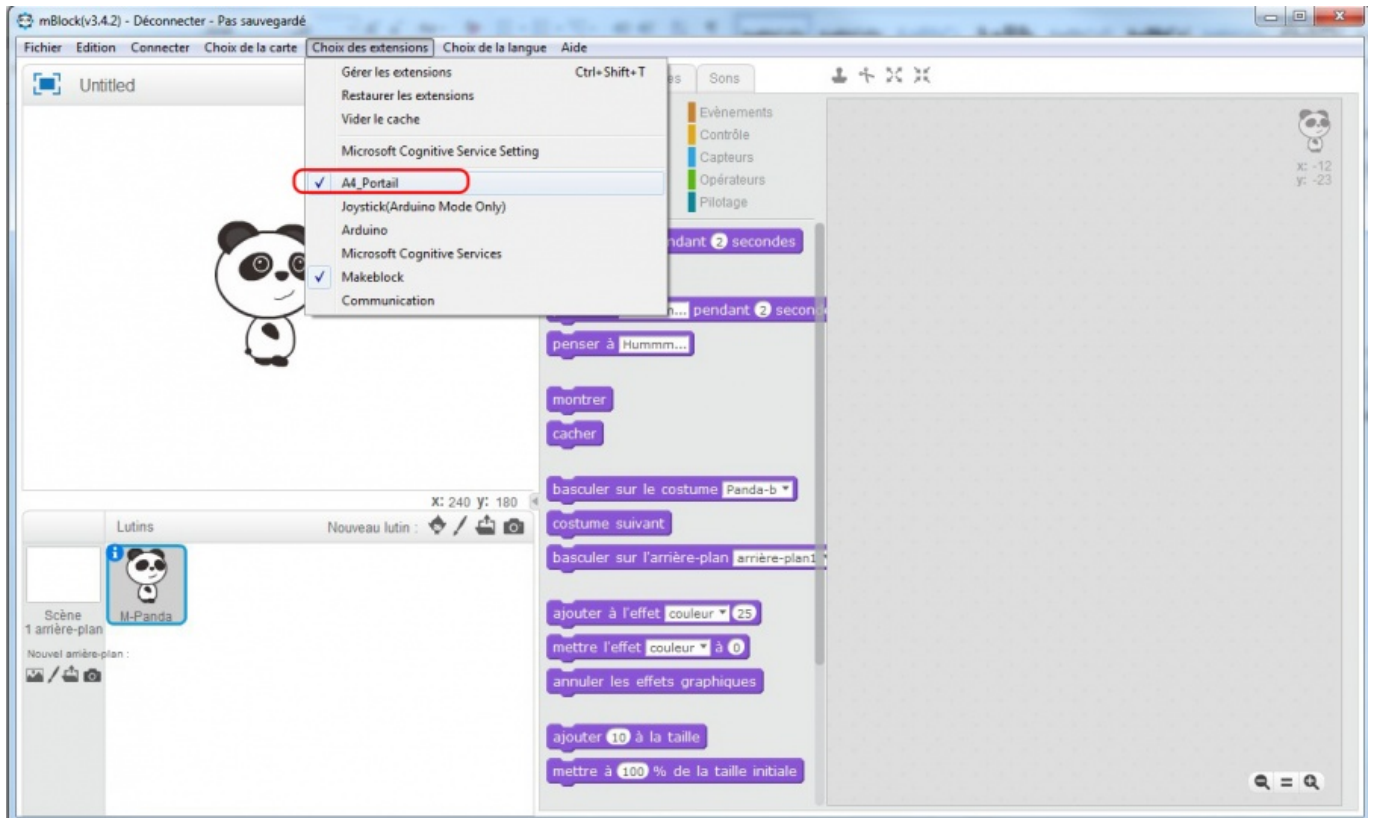 mBlock(v3.4.2) - Déconnecter - Pas sauvegardé
Fichier Edition Connecter Choix de la carte Choix des extensions Choix de la langue Aide
Untitled
Gérer les extensions Ctrl+Shift+T
Restaurer les extensions
Vider le cache
Microsoft Cognitive Service Setting
A4_Portail
Joystick(Arduino Mode Only)
Arduino
Microsoft Cognitive Services
Makeblock
Communication
Sons
Evènements
Contrôle
Capteurs
Opérateurs
Pilotage
2 secondes
pendant 2 secon
penser à Hummm...
montrer
cacher
basculer sur le costume Panda-b
costume suivant
basculer sur l'arrière-plan arrière-plan1
ajouter à l'effet couleur 25
mettre l'effet couleur à 0
annuler les effets graphiques
ajouter 10 à la taille
mettre à 100 % de la taille initiale
x: -12
y: -23
X: 240 y: 180
Lutins Nouveau lutin :
Scène
1 arrière-plan
M-Panda
Nouvel arrière-plan :